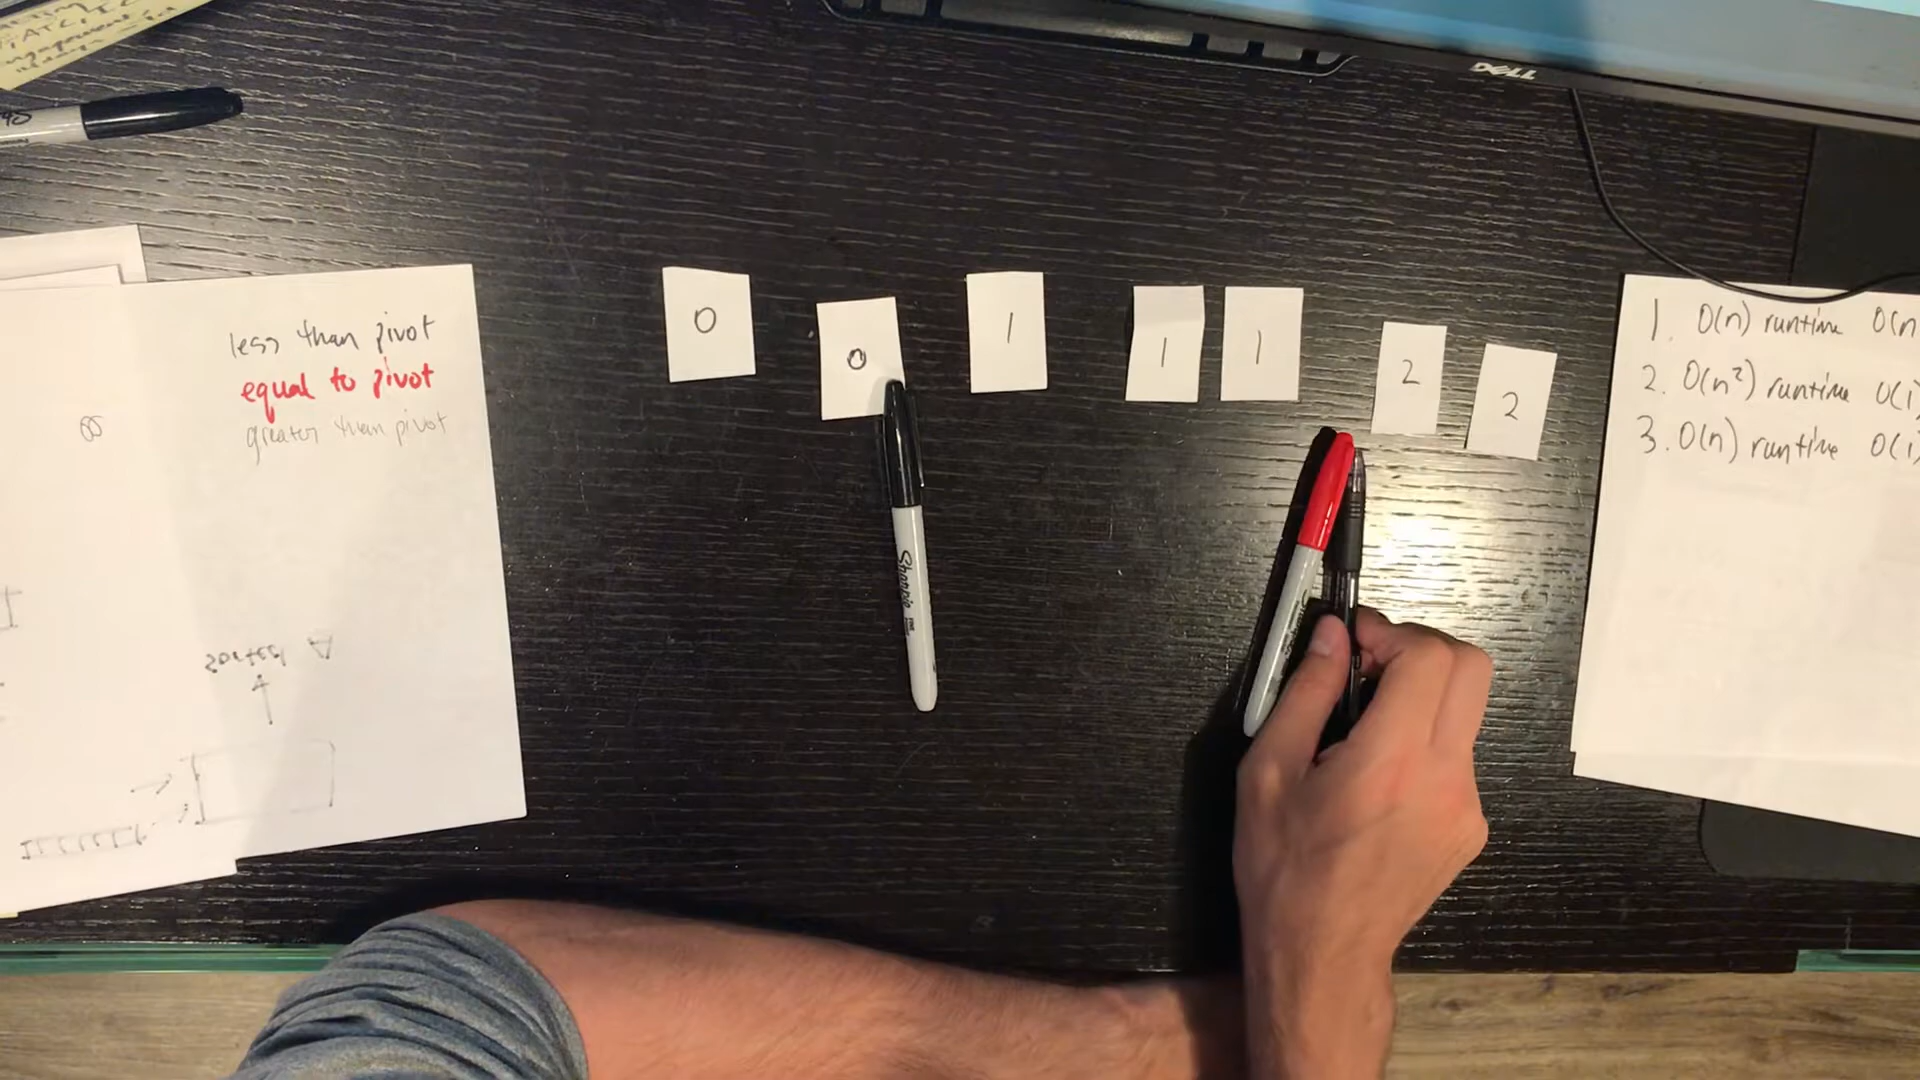 DELL
less than pivot
equal to pivot
greater than pivot
0
0
1
1
1
2
2
1. O(n) runtime O(n
2. O(n²) runtime O(1
3. O(n) runtime O(1
Sharpie
sorted A